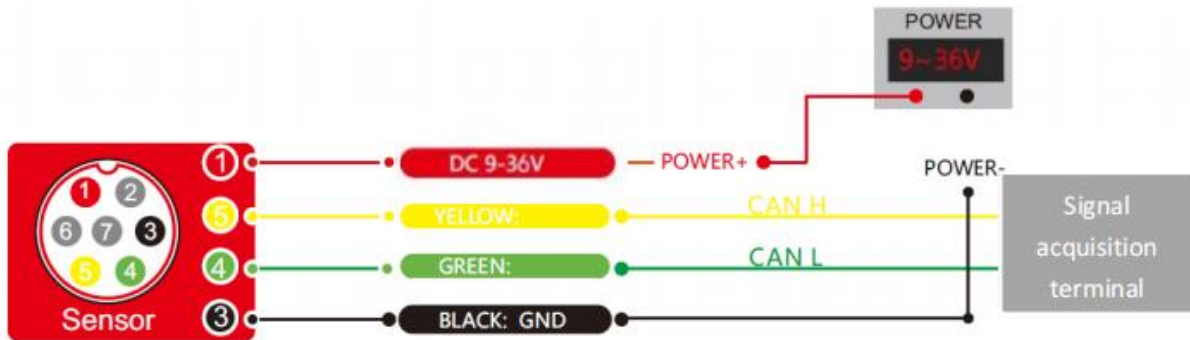 POWER
9~36V
1 DC 9-36V POWER+
POWER-
1 2
5 YELLOW: CAN H
6 7 3
Signal
acquisition
terminal
5 4
4 GREEN: CAN L
Sensor
3 BLACK: GND